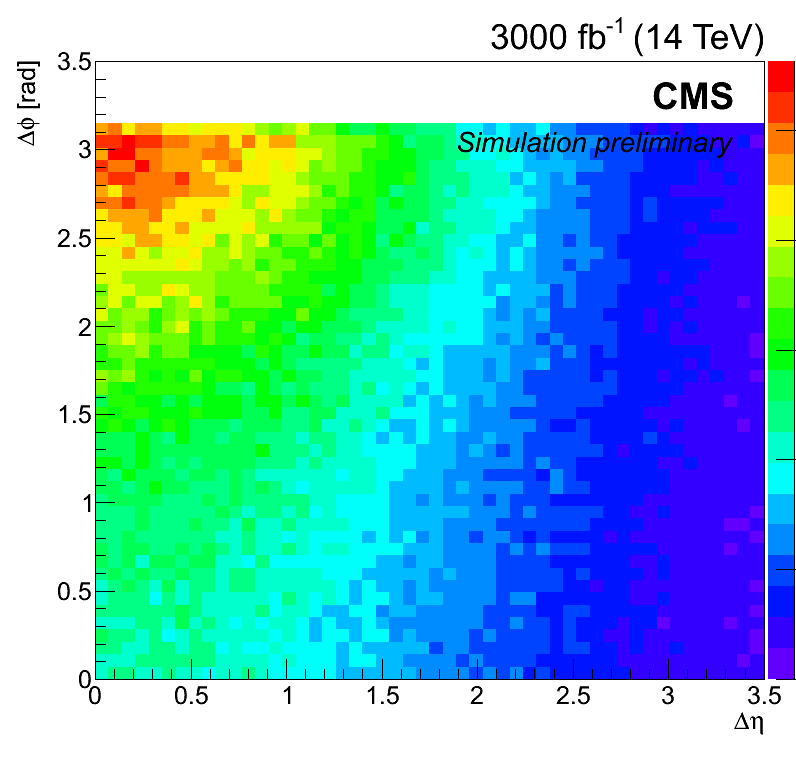 3000 fb-1 (14 TeV)
Δϕ [rad]
3.5
CMS
Simulation preliminary
3
2.5
2
1.5
1
0.5
0
0 0.5 1 1.5 2 2.5 3 3.5
Δη